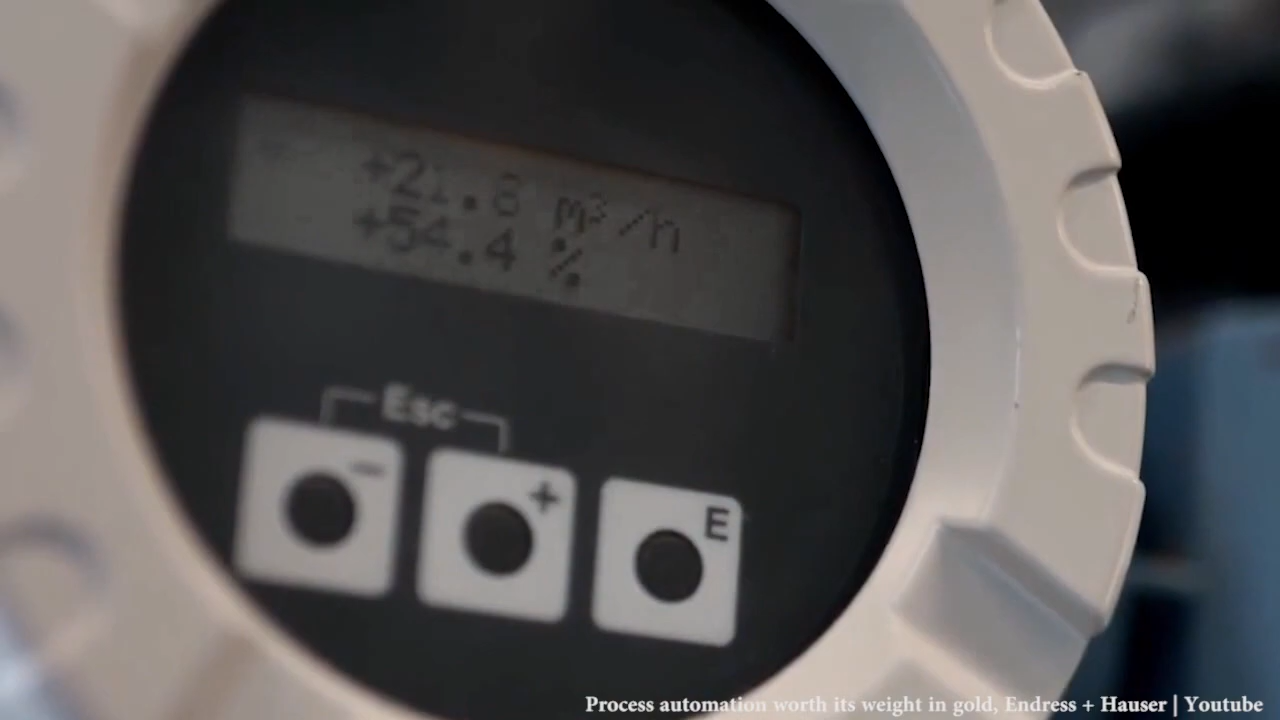 +21.8 m³/h
+54.4 %
Esc
−
+
E
Process automation worth its weight in gold, Endress + Hauser | Youtube